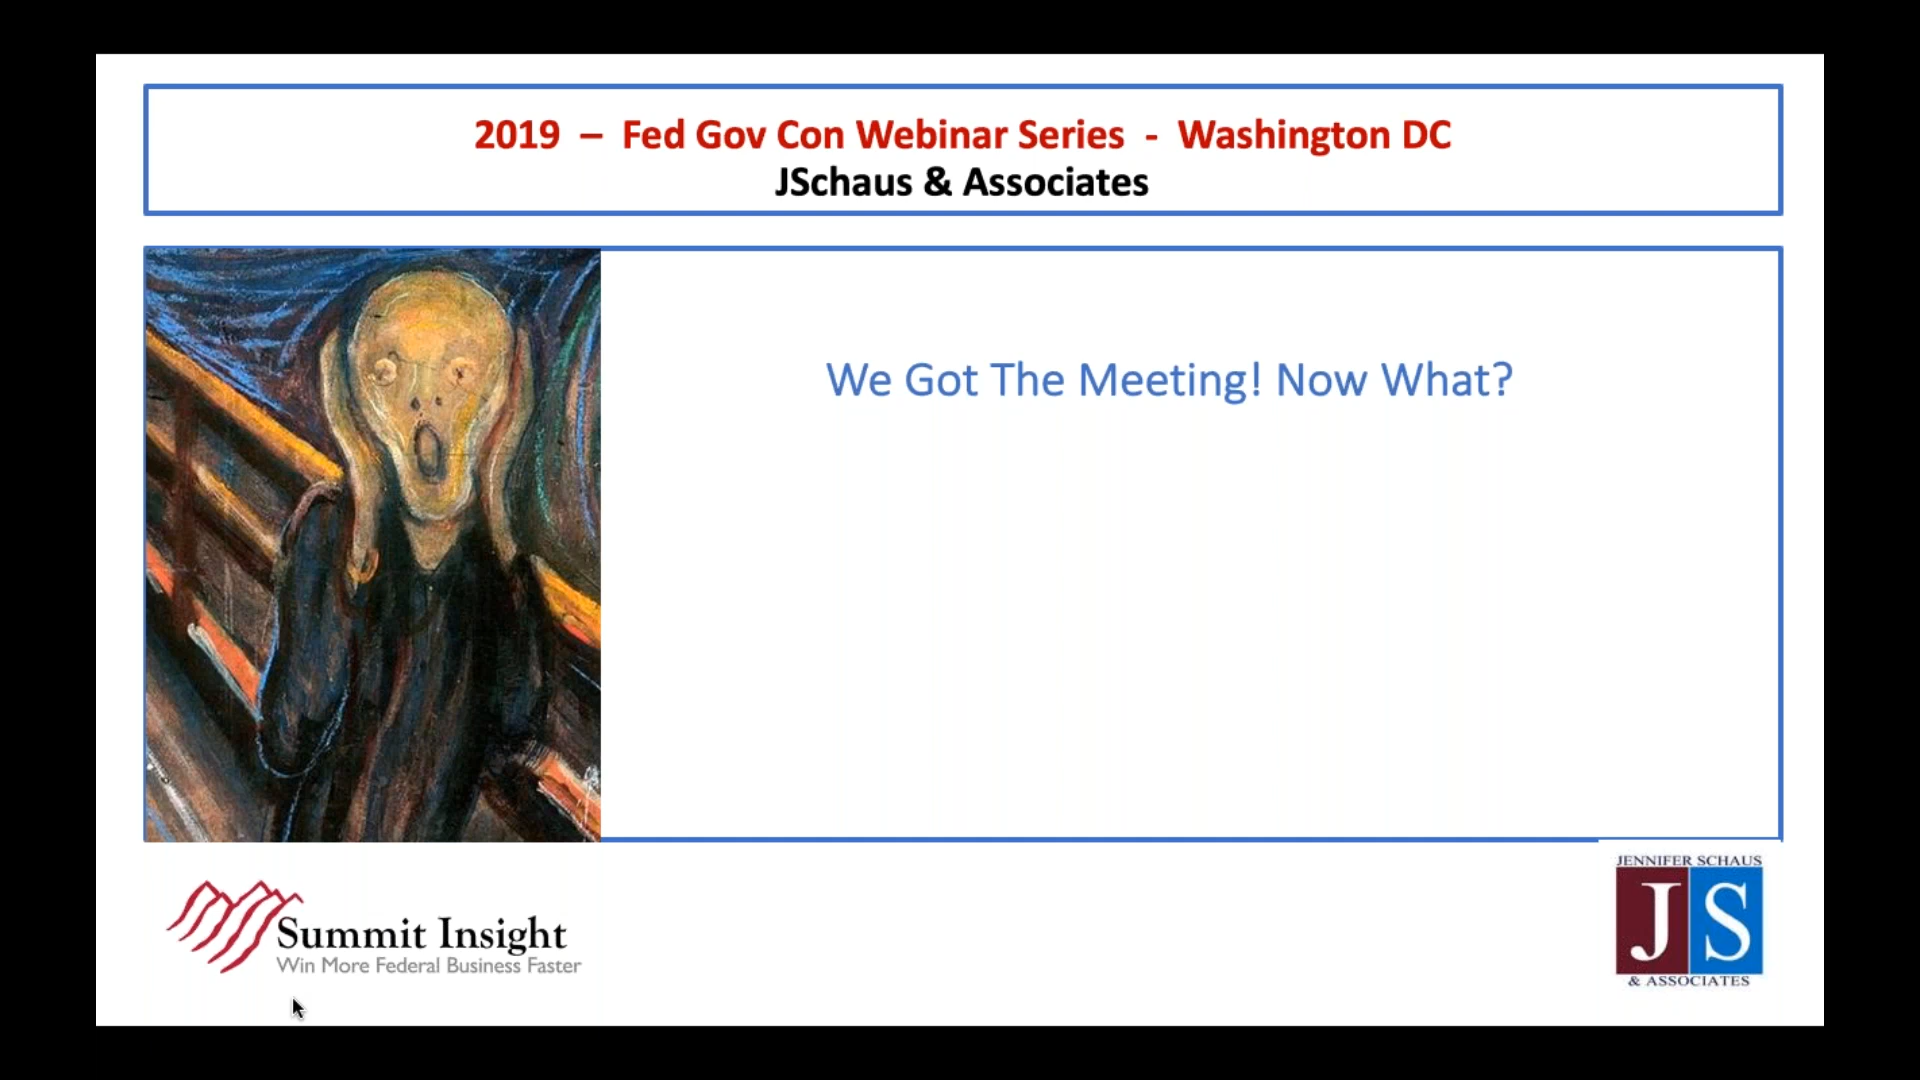 2019 – Fed Gov Con Webinar Series - Washington DC
JSchaus & Associates
We Got The Meeting! Now What?
Summit Insight
Win More Federal Business Faster
JENNIFER SCHAUS
JS
& ASSOCIATES